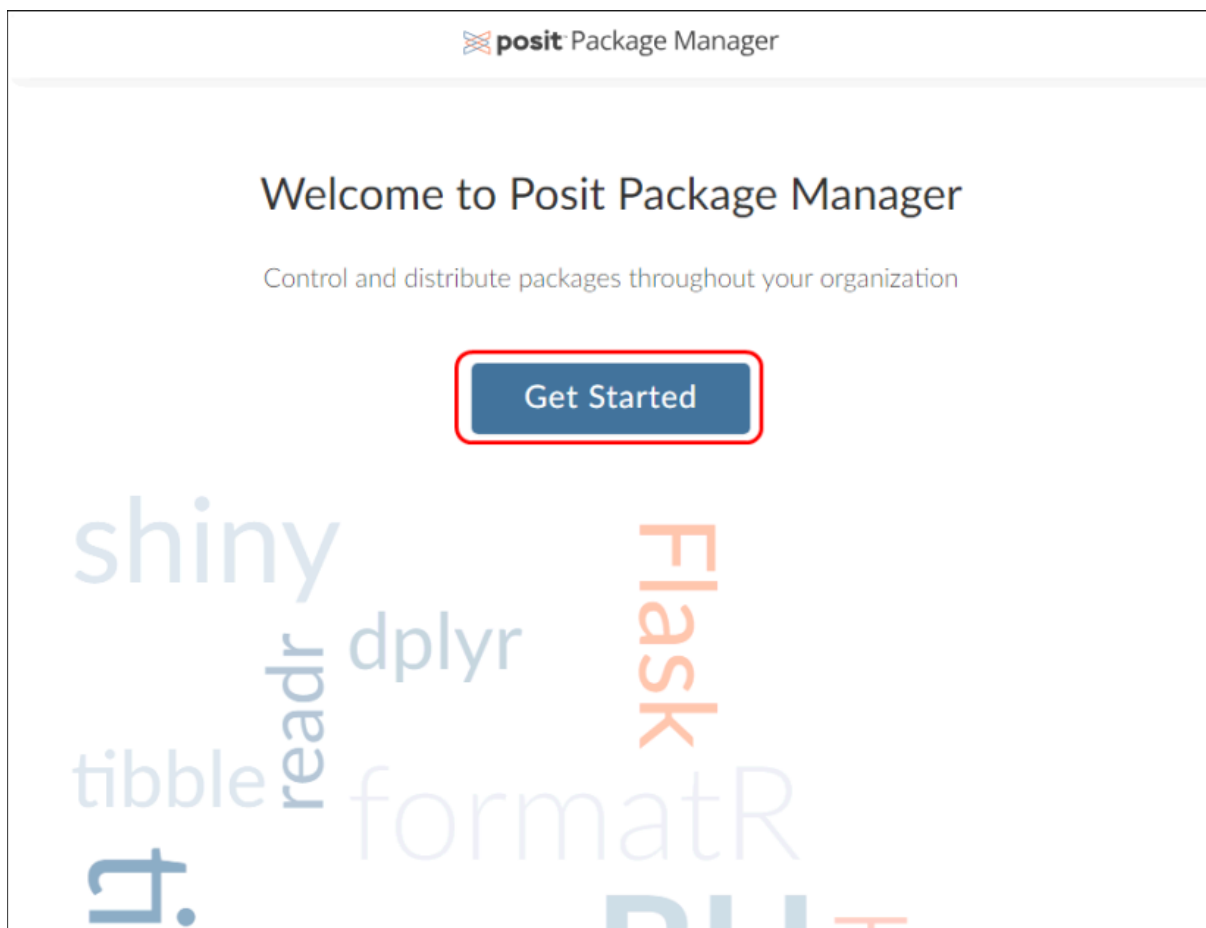 posit Package Manager
Welcome to Posit Package Manager
Control and distribute packages throughout your organization
Get Started
shiny
Flask
dplyr
readr
tibble
formatR